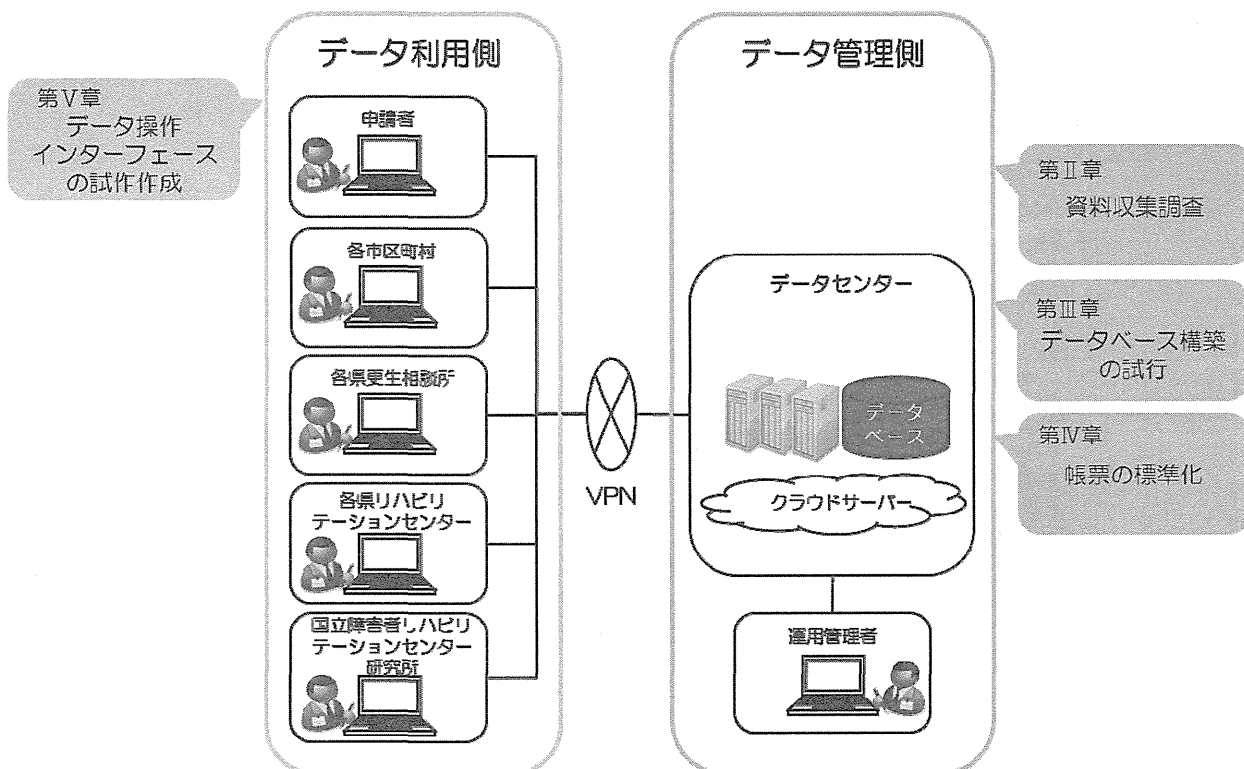 データ利用側
データ管理側
第Ⅴ章
データ操作
インターフェース
の試作作成
申請者
各市区町村
各県更生相談所
各県リハビリ
テーションセンター
国立障害者リハビリ
テーションセンター
研究所
VPN
データセンター
データ
ベース
クラウドサーバー
運用管理者
第Ⅱ章
資料収集調査
第Ⅲ章
データベース構築
の試行
第Ⅳ章
帳票の標準化